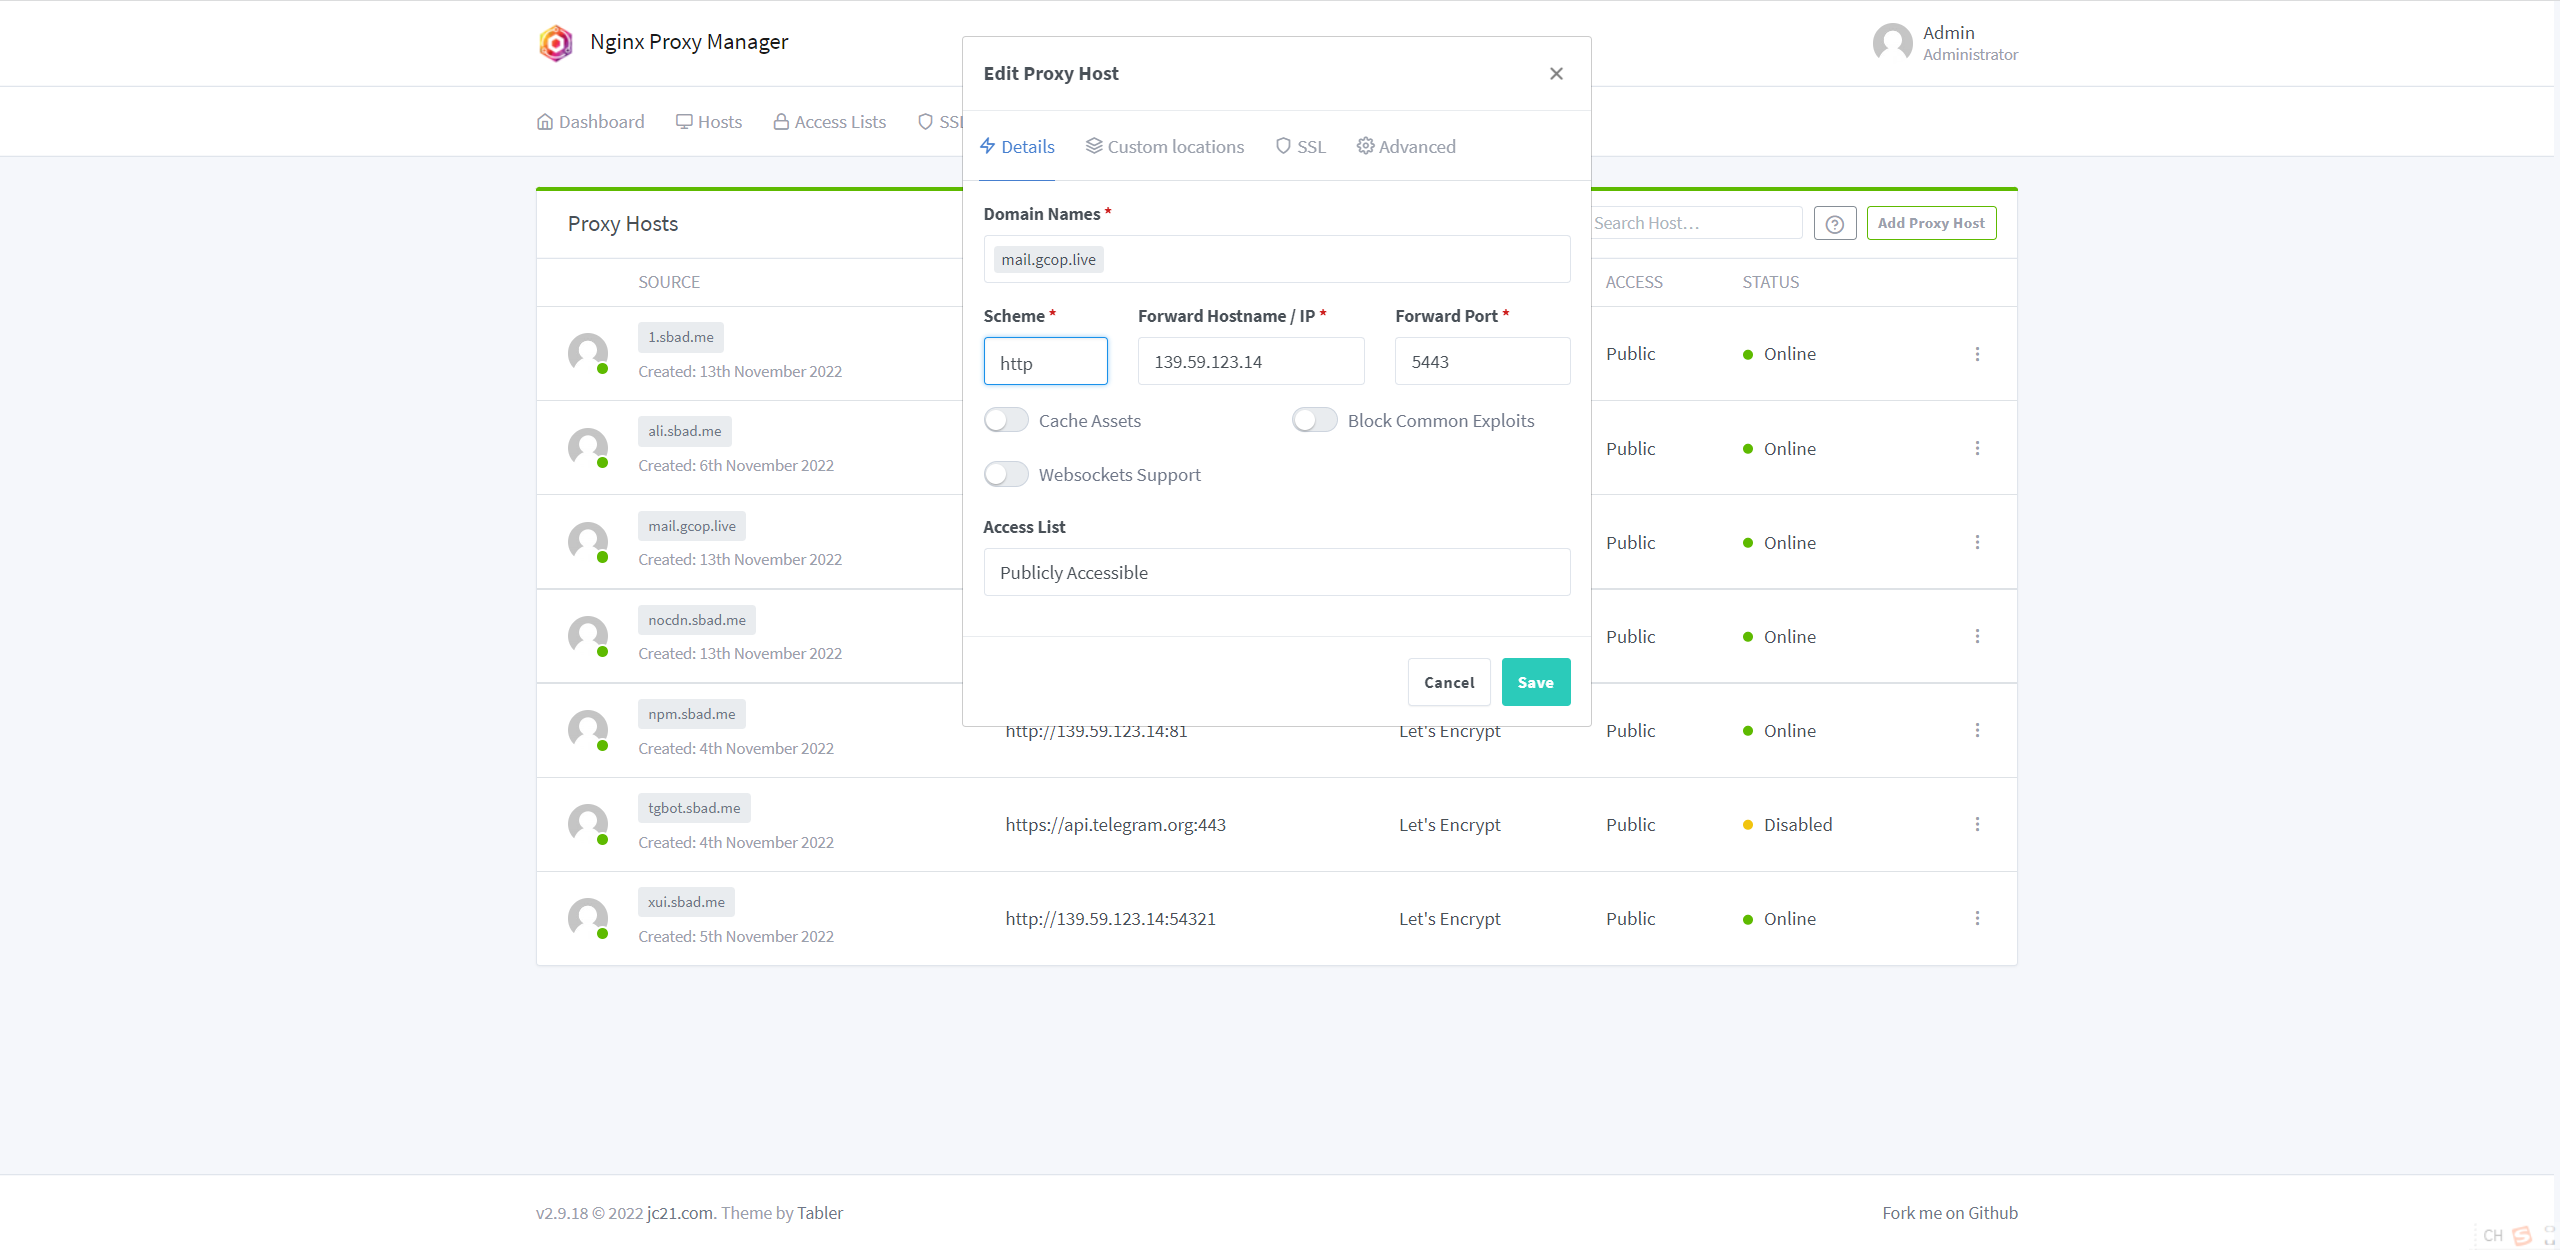 Nginx Proxy Manager
Admin
Administrator
Dashboard
Hosts
Access Lists
Edit Proxy Host
Details
Custom locations
SSL
Advanced
Domain Names *
mail.gcop.live
Scheme *
Forward Hostname / IP *
Forward Port *
http
139.59.123.14
5443
Cache Assets
Block Common Exploits
Websockets Support
Access List
Publicly Accessible
Cancel
Save
Proxy Hosts
Search Host...
Add Proxy Host
SOURCE
ACCESS
STATUS
1.sbad.me
Created: 13th November 2022
Public
Online
ali.sbad.me
Created: 6th November 2022
Public
Online
mail.gcop.live
Created: 13th November 2022
Public
Online
nocdn.sbad.me
Created: 13th November 2022
Public
Online
npm.sbad.me
Created: 4th November 2022
http://139.59.123.14:81
Let's Encrypt
Public
Online
tgbot.sbad.me
Created: 4th November 2022
https://api.telegram.org:443
Let's Encrypt
Public
Disabled
xui.sbad.me
Created: 5th November 2022
http://139.59.123.14:54321
Let's Encrypt
Public
Online
v2.9.18 © 2022 jc21.com. Theme by Tabler
Fork me on Github
CH